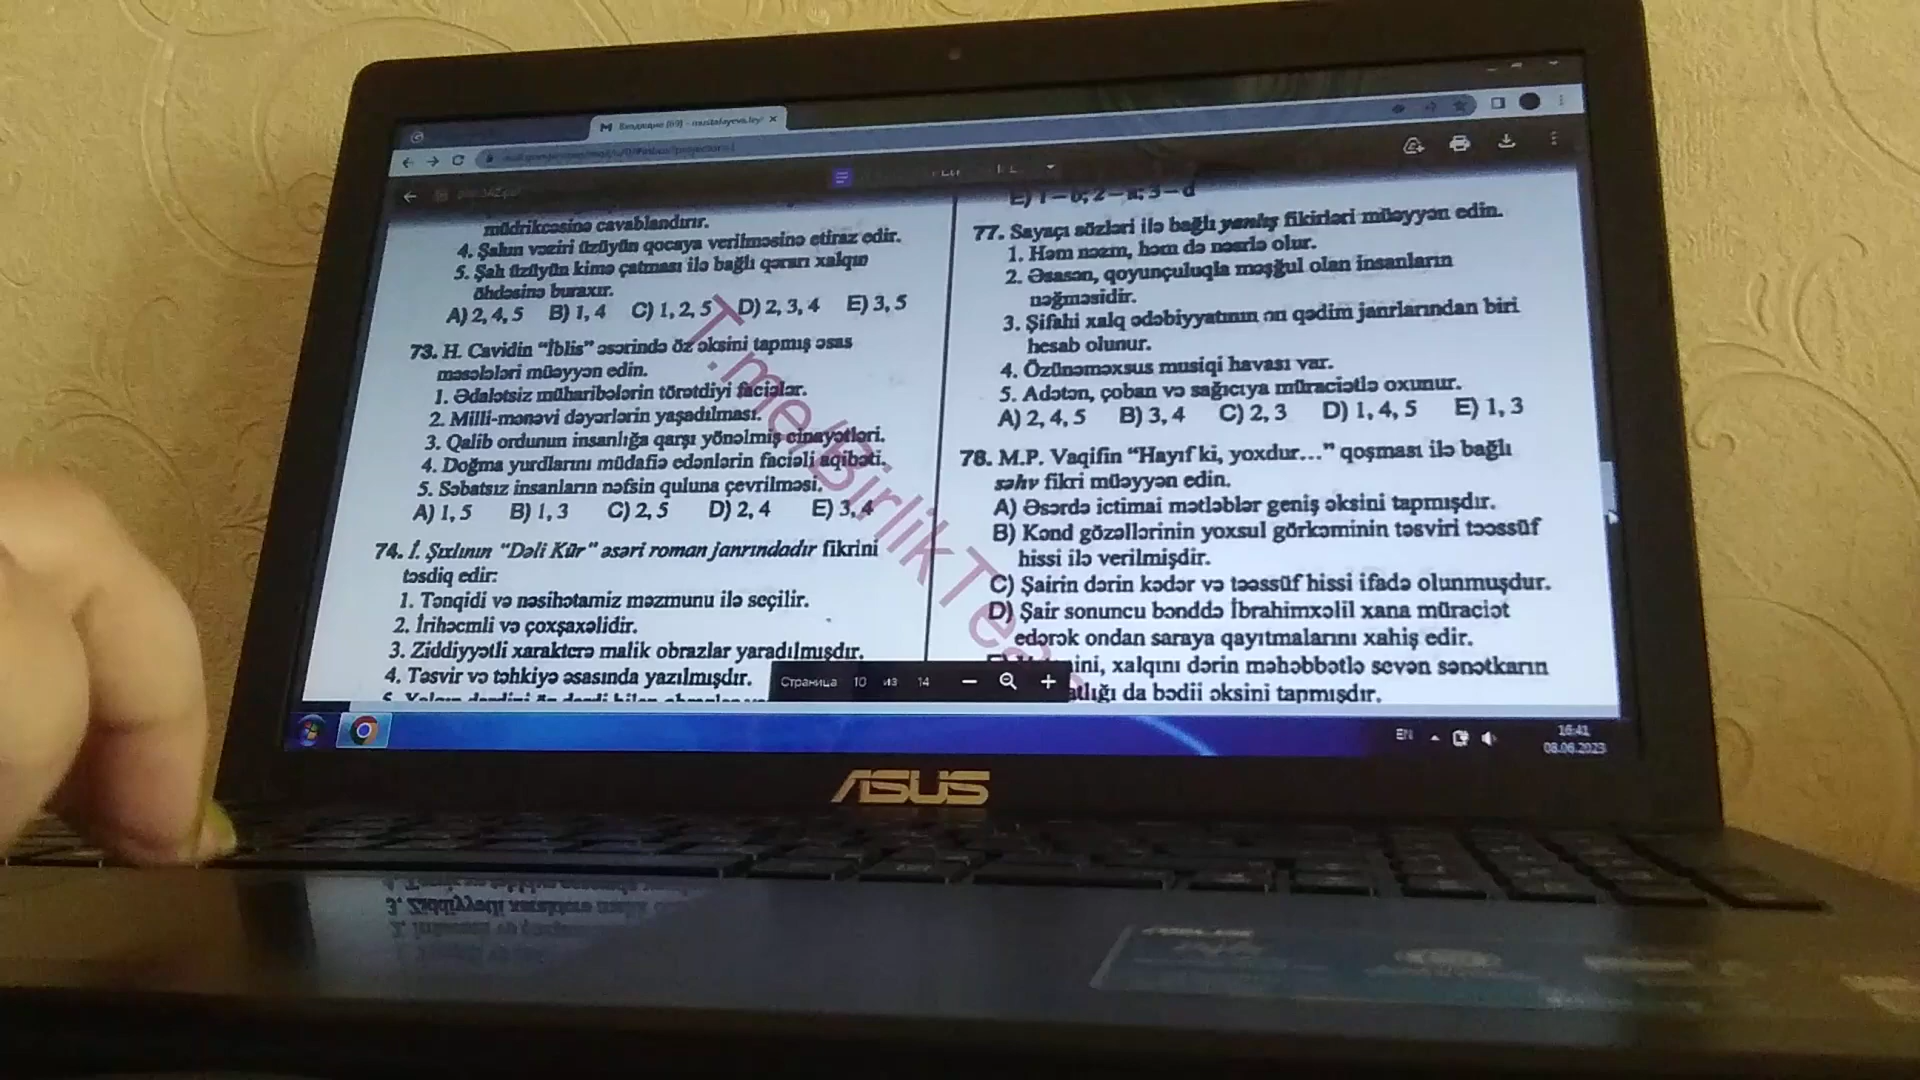 Страница 10 из 14
müdrikcəsinə cavablandırır.
4. Şahın vəziri üzüyün qocaya verilməsinə etiraz edir.
5. Şah üzüyün kimə çatması ilə bağlı qərarı xalqın
öhdəsinə buraxır.
A) 2, 4, 5 B) 1, 4 C) 1, 2, 5 D) 2, 3, 4 E) 3, 5
73. H. Cavidin “İblis” əsərində öz əksini tapmış əsas
məsələləri müəyyən edin.
1. Ədalətsiz müharibələrin törətdiyi faciələr.
2. Milli-mənəvi dəyərlərin yaşadılması.
3. Qalib ordunun insanlığa qarşı yönəlmiş cinayətləri.
4. Doğma yurdlarını müdafiə edənlərin faciəli aqibəti.
5. Səbatsız insanların nəfsin quluna çevrilməsi.
A) 1, 5 B) 1, 3 C) 2, 5 D) 2, 4 E) 3, 4
74. İ. Şıxlının “Dəli Kür” əsəri roman janrındadır fikrini
təsdiq edir:
1. Tənqidi və nəsihətamiz məzmunu ilə seçilir.
2. İrihəcmli və çoxşaxəlidir.
3. Ziddiyyətli xarakterə malik obrazlar yaradılmışdır.
4. Təsvir və təhkiyə əsasında yazılmışdır.
E) 1 – b; 2 – a; 3 – d
77. Sayaçı sözləri ilə bağlı yanlış fikirləri müəyyən edin.
1. Həm nəzm, həm də nəsrlə olur.
2. Əsasən, qoyunçuluqla məşğul olan insanların
nəğməsidir.
3. Şifahi xalq ədəbiyyatının ən qədim janrlarından biri
hesab olunur.
4. Özünəməxsus musiqi havası var.
5. Adətən, çoban və sağıcıya müraciətlə oxunur.
A) 2, 4, 5 B) 3, 4 C) 2, 3 D) 1, 4, 5 E) 1, 3
78. M.P. Vaqifin “Hayıf ki, yoxdur...” qoşması ilə bağlı
səhv fikri müəyyən edin.
A) Əsərdə ictimai mətləblər geniş əksini tapmışdır.
B) Kənd gözəllərinin yoxsul görkəminin təsviri təəssüf
hissi ilə verilmişdir.
C) Şairin dərin kədər və təəssüf hissi ifadə olunmuşdur.
D) Şair sonuncu bənddə İbrahimxəlil xana müraciət
edərək ondan saraya qayıtmalarını xahiş edir.
xalqını dərin məhəbbətlə sevən sənətkarın
da bədii əksini tapmışdır.
T.me/BirlikTe
EN
16:41
08.06.2023
ASUS